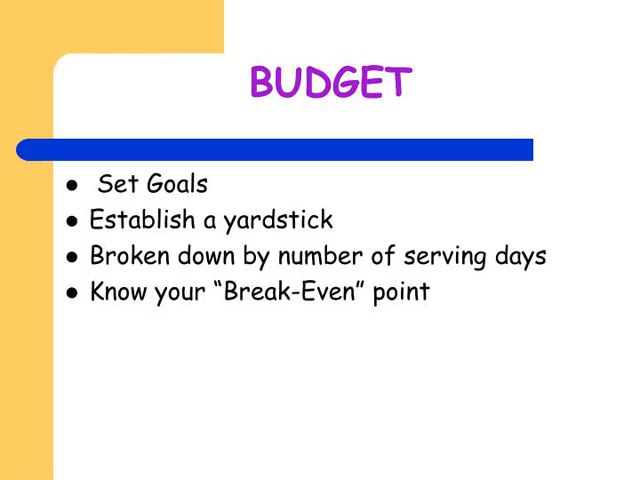 BUDGET
Set Goals
Establish a yardstick
Broken down by number of serving days
Know your “Break-Even” point